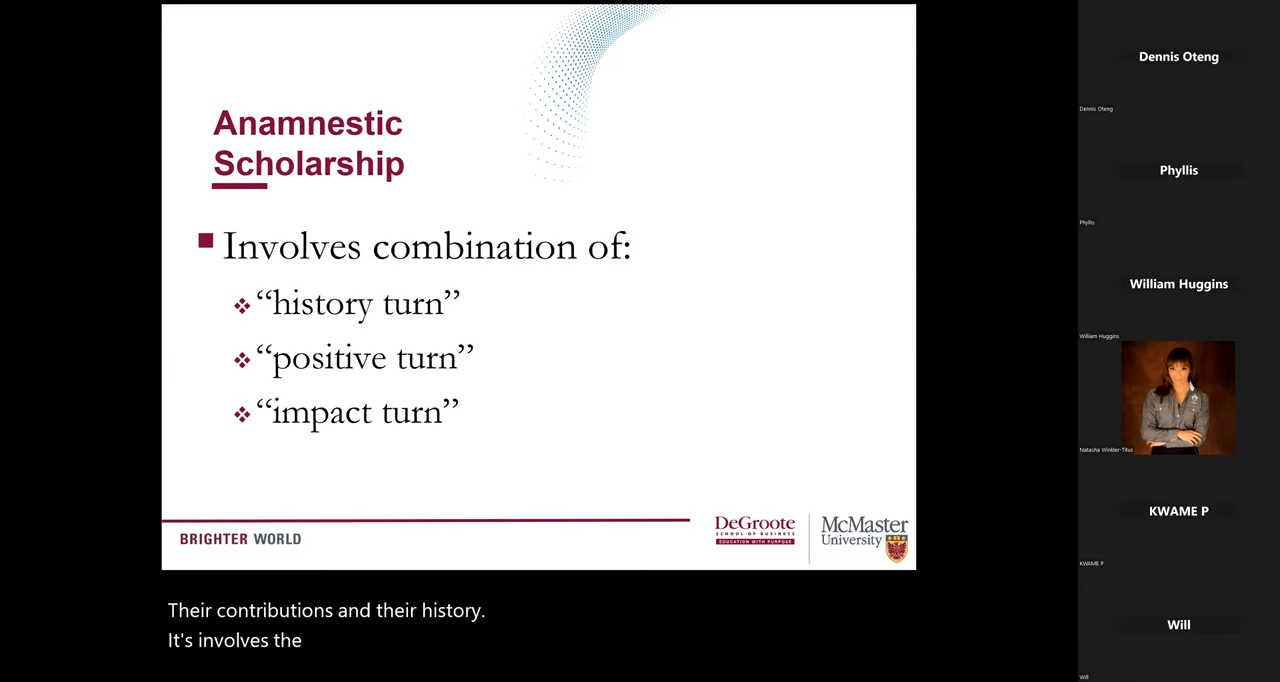 Anamnestic
Scholarship
Involves combination of:
“history turn”
“positive turn”
“impact turn”
BRIGHTER WORLD
DeGroote
SCHOOL OF BUSINESS
EDUCATION WITH PURPOSE
McMaster
University
Their contributions and their history.
It's involves the
Dennis Oteng
Dennis Oteng
Phyllis
Phyllis
William Huggins
William Huggins
Natasha Winkler-Titus
KWAME P
KWAME P
Will
Will